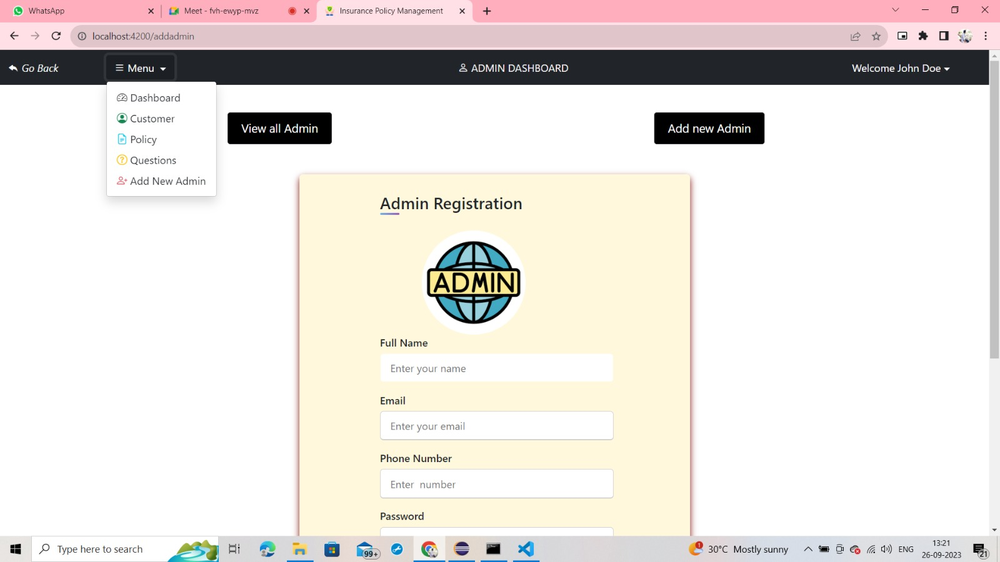 WhatsApp
Meet - fvh-ewyp-mvz
Insurance Policy Management
localhost:4200/addadmin
Go Back
Menu
ADMIN DASHBOARD
Welcome John Doe
Dashboard
Customer
Policy
Questions
Add New Admin
View all Admin
Add new Admin
Admin Registration
ADMIN
Full Name
Enter your name
Email
Enter your email
Phone Number
Enter  number
Password
Type here to search
99+
1
30°C Mostly sunny
ENG
13:21
26-09-2023
21